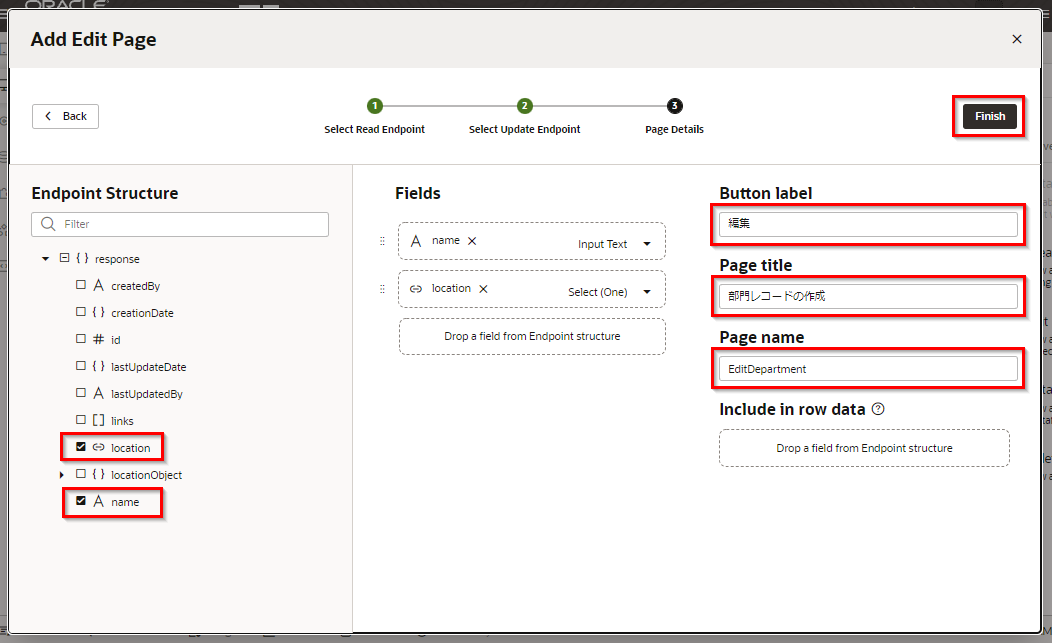 ORACLE
Add Edit Page
Back
1
2
3
Select Read Endpoint
Select Update Endpoint
Page Details
Finish
Endpoint Structure
Filter
{ } response
A createdBy
{ } creationDate
# id
{ } lastUpdateDate
A lastUpdatedBy
[ ] links
location
{ } locationObject
A name
Fields
A name
Input Text
location
Select (One)
Drop a field from Endpoint structure
Button label
編集
Page title
部門レコードの作成
Page name
EditDepartment
Include in row data ?
Drop a field from Endpoint structure